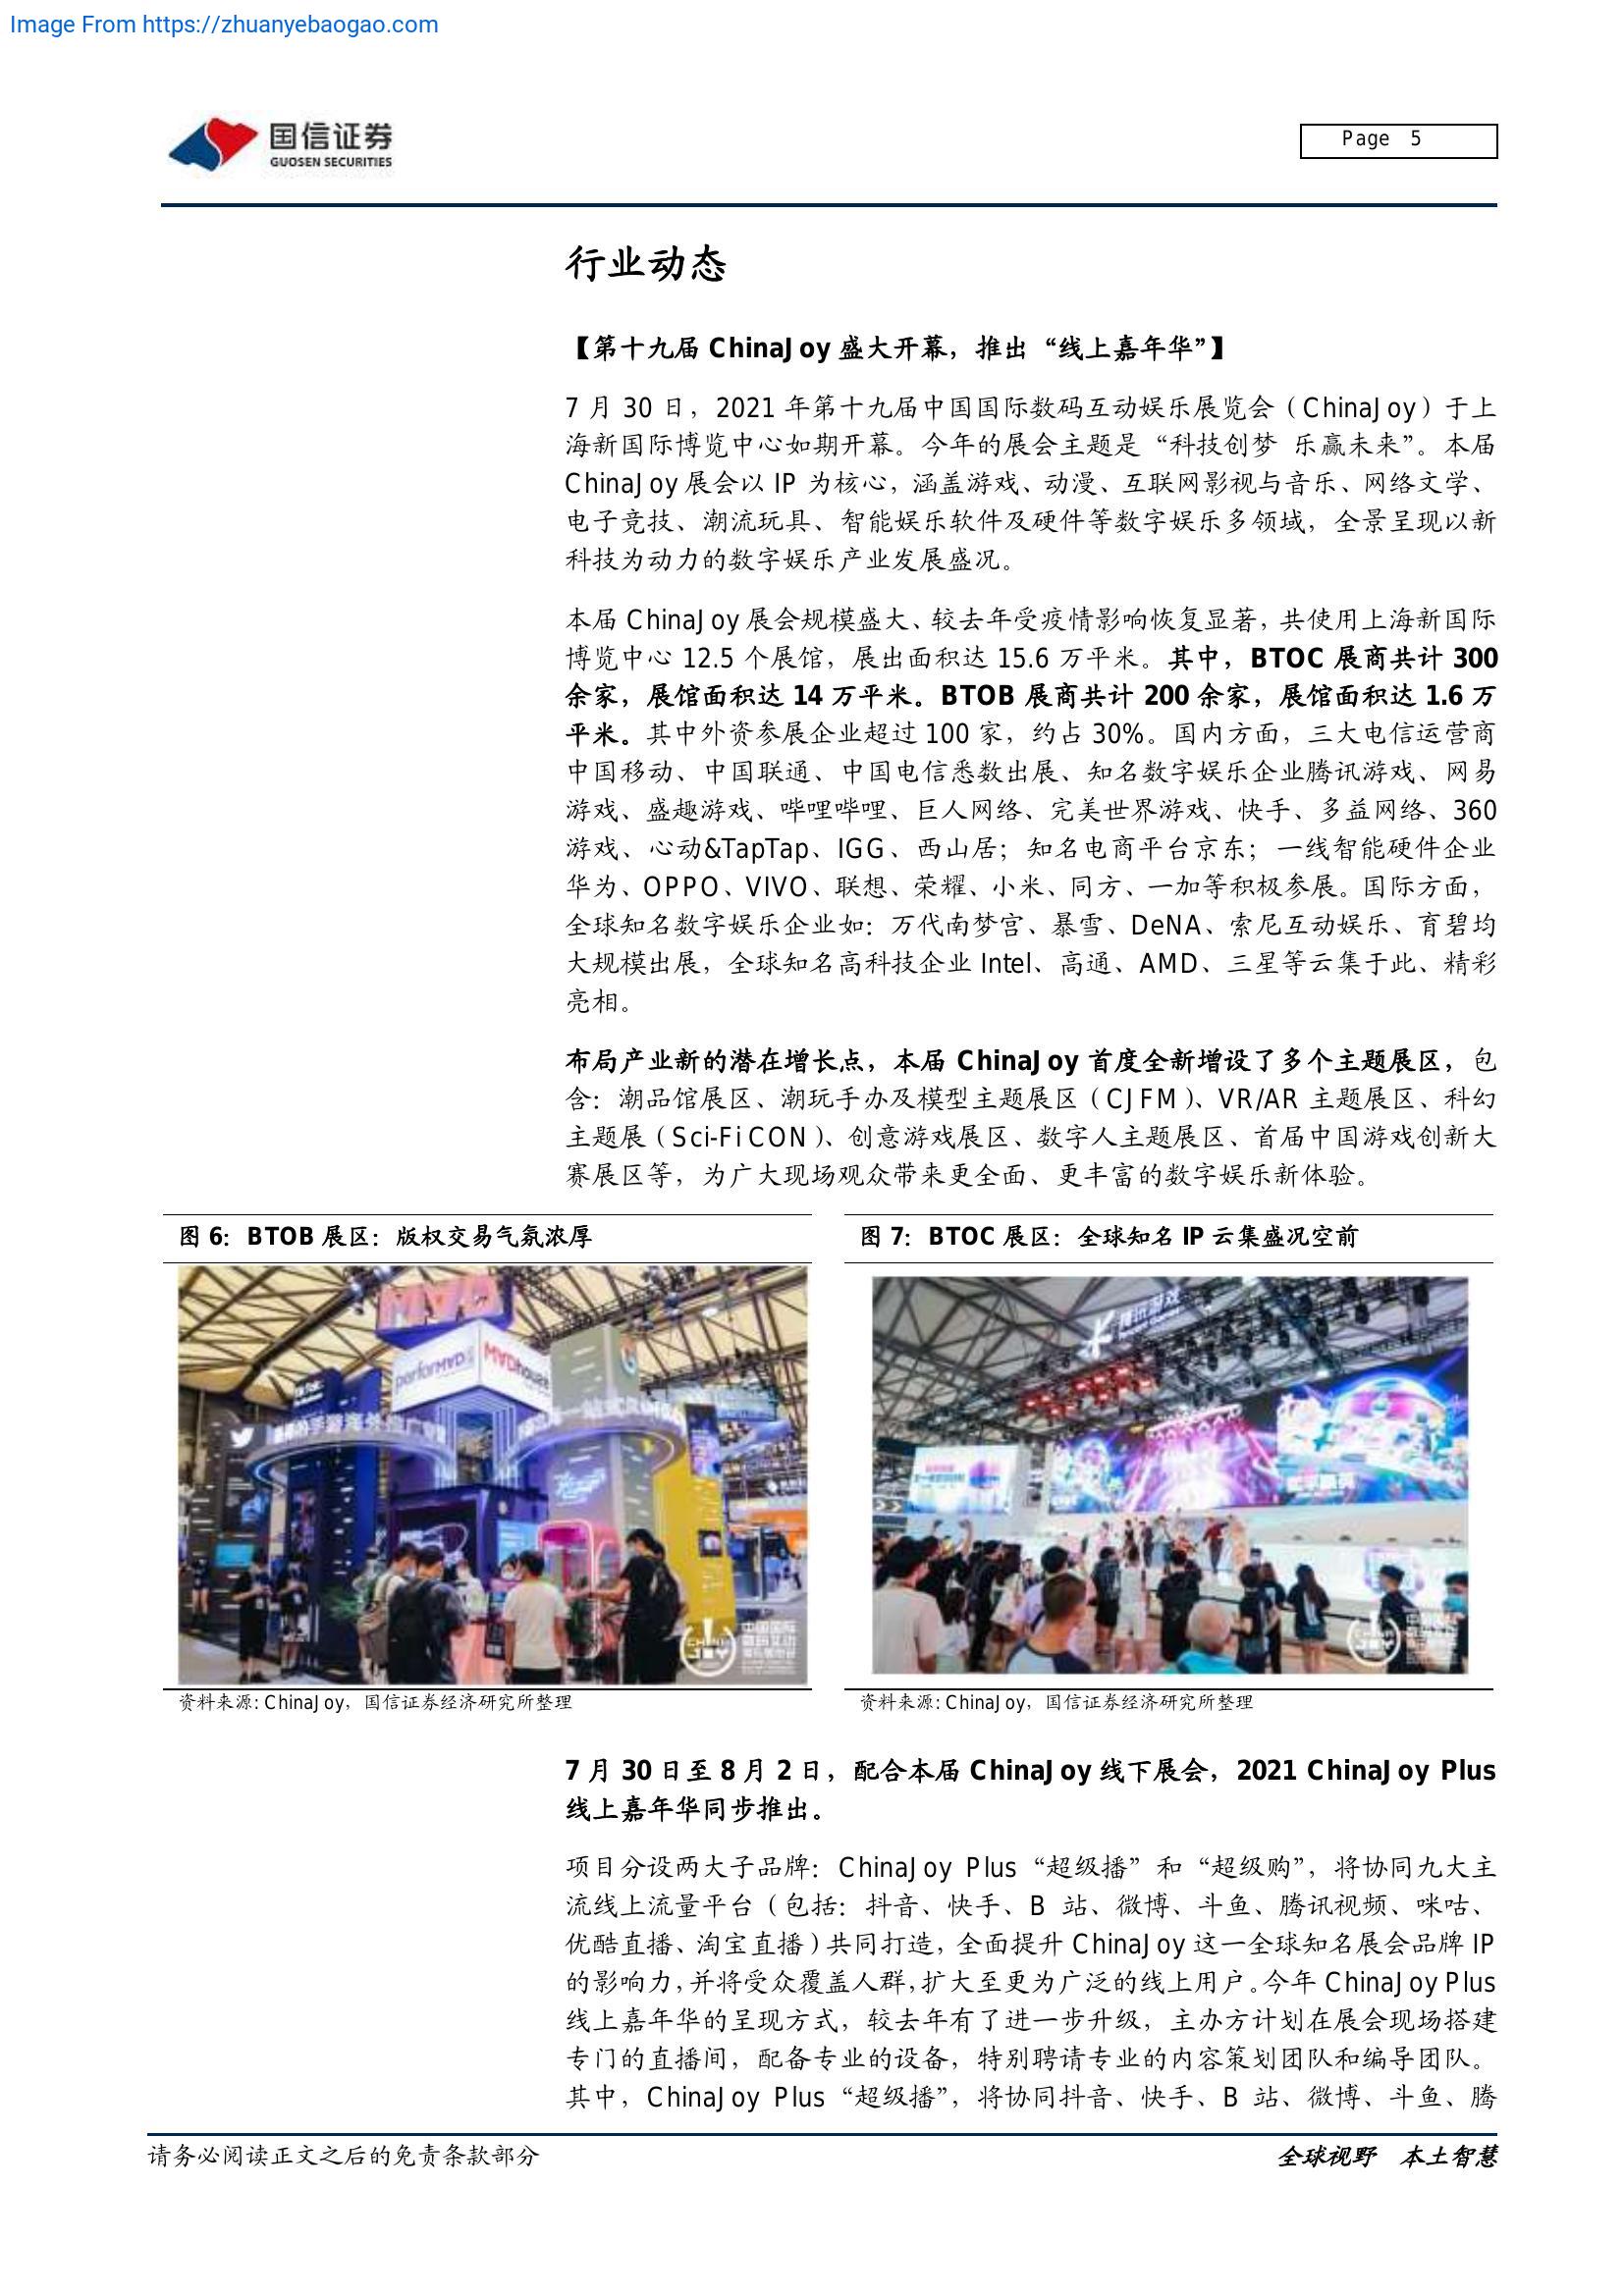 Image From https://zhuanyebaogao.com
国信证券
GUOSEN SECURITIES
Page 5
行业动态
【第十九届 ChinaJoy 盛大开幕，推出“线上嘉年华”】
7 月 30 日，2021 年第十九届中国国际数码互动娱乐展览会（ChinaJoy）于上
海新国际博览中心如期开幕。今年的展会主题是“科技创梦 乐赢未来”。本届
ChinaJoy 展会以 IP 为核心，涵盖游戏、动漫、互联网影视与音乐、网络文学、
电子竞技、潮流玩具、智能娱乐软件及硬件等数字娱乐多领域，全景呈现以新
科技为动力的数字娱乐产业发展盛况。
本届 ChinaJoy 展会规模盛大、较去年受疫情影响恢复显著，共使用上海新国际
博览中心 12.5 个展馆，展出面积达 15.6 万平米。其中，BTOC 展商共计 300
余家，展馆面积达 14 万平米。BTOB 展商共计 200 余家，展馆面积达 1.6 万
平米。其中外资参展企业超过 100 家，约占 30%。国内方面，三大电信运营商
中国移动、中国联通、中国电信悉数出展、知名数字娱乐企业腾讯游戏、网易
游戏、盛趣游戏、哔哩哔哩、巨人网络、完美世界游戏、快手、多益网络、360
游戏、心动&TapTap、IGG、西山居；知名电商平台京东；一线智能硬件企业
华为、OPPO、VIVO、联想、荣耀、小米、同方、一加等积极参展。国际方面，
全球知名数字娱乐企业如：万代南梦宫、暴雪、DeNA、索尼互动娱乐、育碧均
大规模出展，全球知名高科技企业 Intel、高通、AMD、三星等云集于此、精彩
亮相。
布局产业新的潜在增长点，本届 ChinaJoy 首度全新增设了多个主题展区，包
含：潮品馆展区、潮玩手办及模型主题展区（CJFM）、VR/AR 主题展区、科幻
主题展（Sci-Fi CON）、创意游戏展区、数字人主题展区、首届中国游戏创新大
赛展区等，为广大现场观众带来更全面、更丰富的数字娱乐新体验。
图 6：BTOB 展区：版权交易气氛浓厚
图 7：BTOC 展区：全球知名 IP 云集盛况空前
MAD
performAD
MADhouse
腾讯游戏
资料来源: ChinaJoy，国信证券经济研究所整理
资料来源: ChinaJoy，国信证券经济研究所整理
7 月 30 日至 8 月 2 日，配合本届 ChinaJoy 线下展会，2021 ChinaJoy Plus
线上嘉年华同步推出。
项目分设两大子品牌：ChinaJoy Plus“超级播”和“超级购”，将协同九大主
流线上流量平台（包括：抖音、快手、B 站、微博、斗鱼、腾讯视频、咪咕、
优酷直播、淘宝直播）共同打造，全面提升 ChinaJoy 这一全球知名展会品牌 IP
的影响力，并将受众覆盖人群，扩大至更为广泛的线上用户。今年 ChinaJoy Plus
线上嘉年华的呈现方式，较去年有了进一步升级，主办方计划在展会现场搭建
专门的直播间，配备专业的设备，特别聘请专业的内容策划团队和编导团队。
其中，ChinaJoy Plus“超级播”，将协同抖音、快手、B 站、微博、斗鱼、腾
请务必阅读正文之后的免责条款部分
全球视野 本土智慧